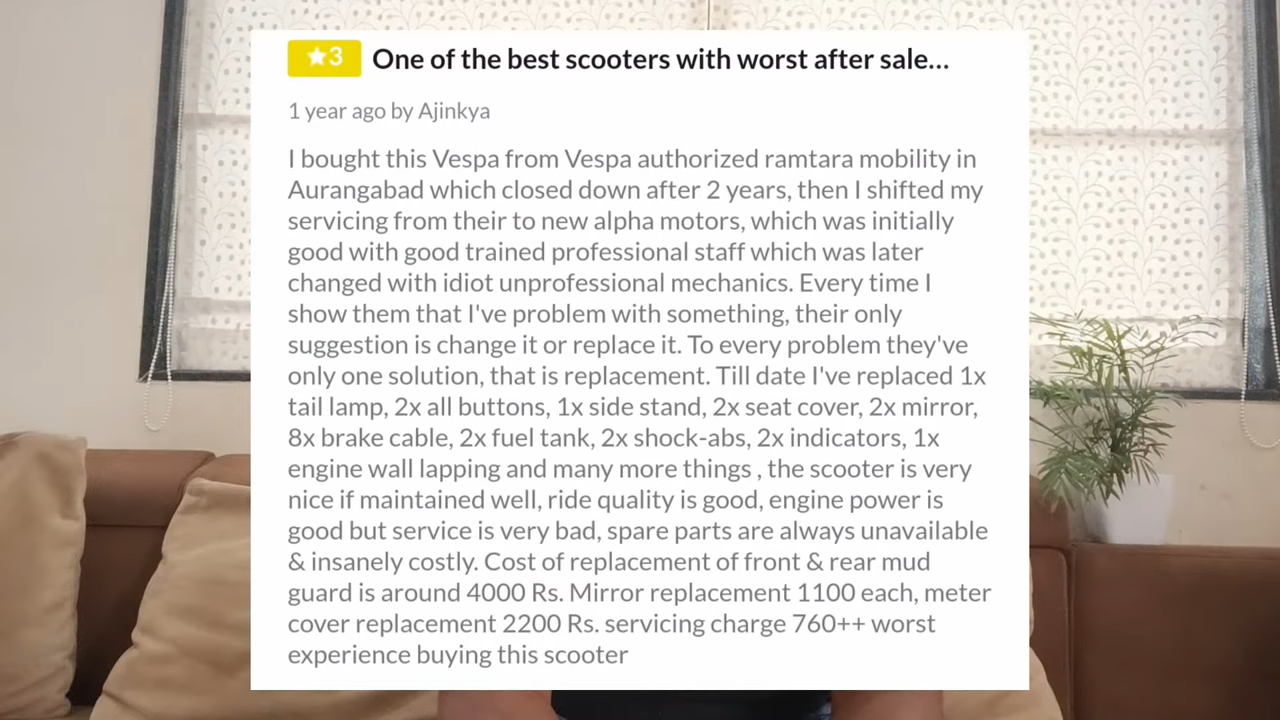 ★3 One of the best scooters with worst after sale...
1 year ago by Ajinkya
I bought this Vespa from Vespa authorized ramtara mobility in
Aurangabad which closed down after 2 years, then I shifted my
servicing from their to new alpha motors, which was initially
good with good trained professional staff which was later
changed with idiot unprofessional mechanics. Every time I
show them that I've problem with something, their only
suggestion is change it or replace it. To every problem they've
only one solution, that is replacement. Till date I've replaced 1x
tail lamp, 2x all buttons, 1x side stand, 2x seat cover, 2x mirror,
8x brake cable, 2x fuel tank, 2x shock-abs, 2x indicators, 1x
engine wall lapping and many more things , the scooter is very
nice if maintained well, ride quality is good, engine power is
good but service is very bad, spare parts are always unavailable
& insanely costly. Cost of replacement of front & rear mud
guard is around 4000 Rs. Mirror replacement 1100 each, meter
cover replacement 2200 Rs. servicing charge 760++ worst
experience buying this scooter